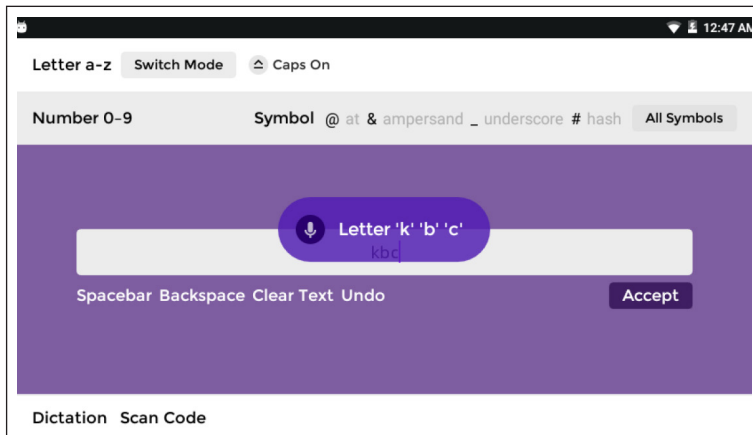 12:47 AM
Letter a-z Switch Mode Caps On
Number 0-9 Symbol @ at & ampersand _ underscore # hash All Symbols
Letter 'k' 'b' 'c'
kbc
Spacebar Backspace Clear Text Undo Accept
Dictation Scan Code